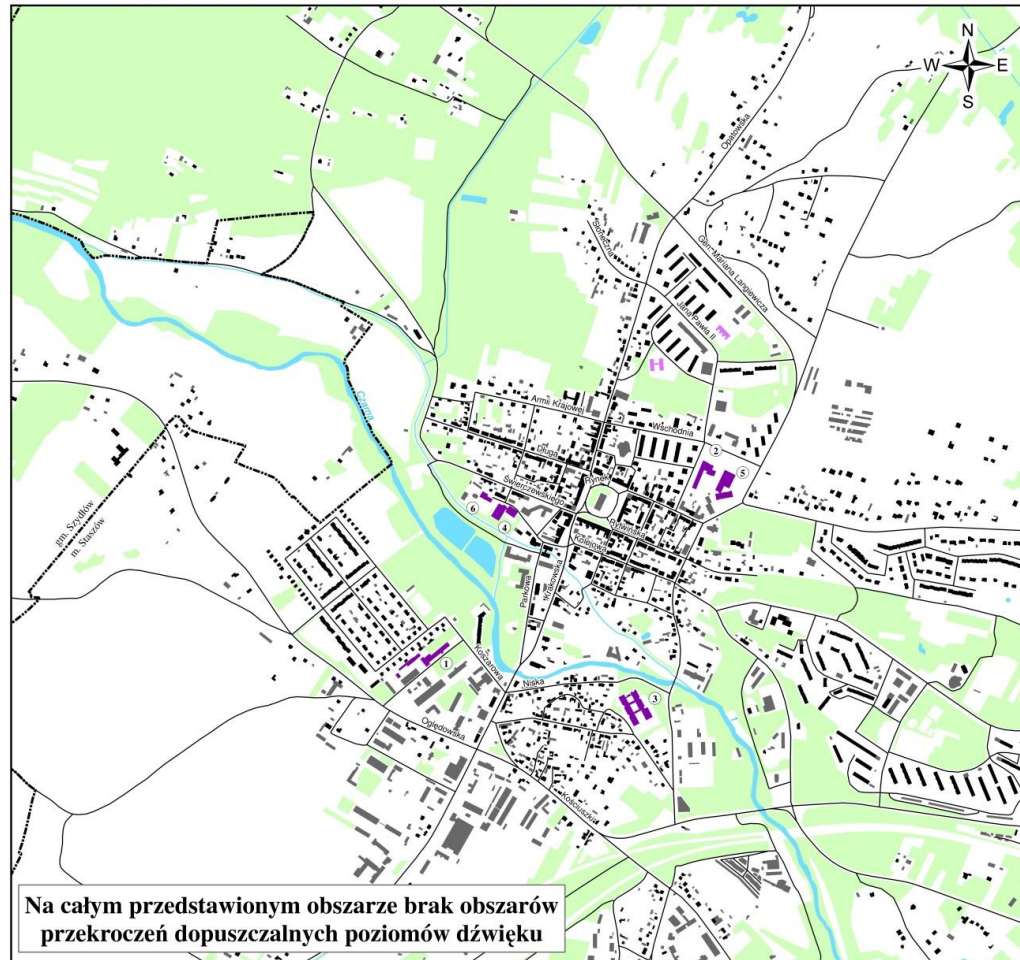 N
W E
S
Opatowska
Słoneczna
Gen. Mariana Langiewicza
Jana Pawła II
Czarna
Armii Krajowej
Wschodnia
2
5
Długa
Rynek
Świerczewskiego
6
4
Rytwińska
Kolejowa
gm. Szydłów
m. Staszów
Parkowa
Krakowska
1
Koszarowa
Niska
3
Oględowska
Kościuszki
Na całym przedstawionym obszarze brak obszarów
przekroczeń dopuszczalnych poziomów dźwięku